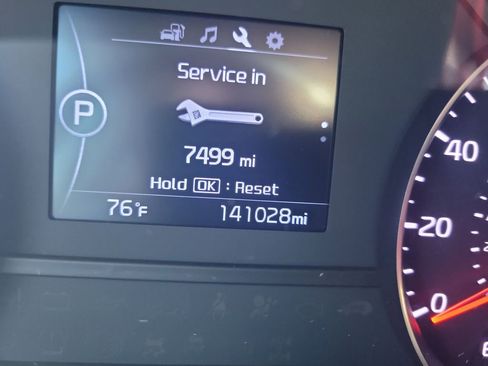 Service in
P
7499 mi
Hold OK : Reset
76°F 141028mi
40
20
0